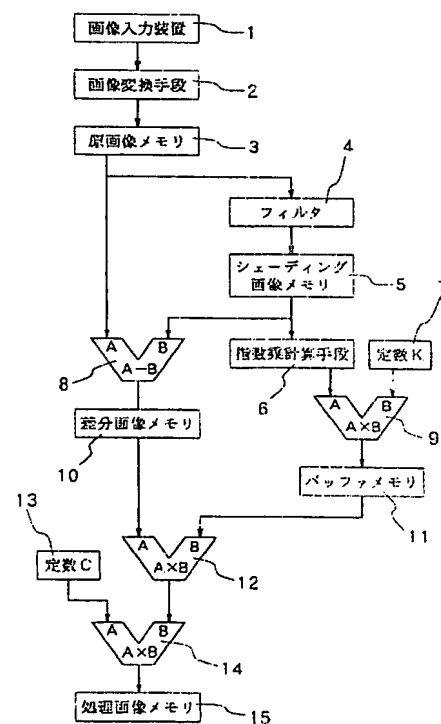 画像入力装置
1
画像変換手段
2
原画像メモリ
3
4
フィルタ
シェーディング
画像メモリ
5
7
A
B
A−B
8
指数乗計算手段
6
定数K
A
B
A×B
9
差分画像メモリ
10
バッファメモリ
11
13
定数C
A
B
A×B
12
A
B
A×B
14
処理画像メモリ
15